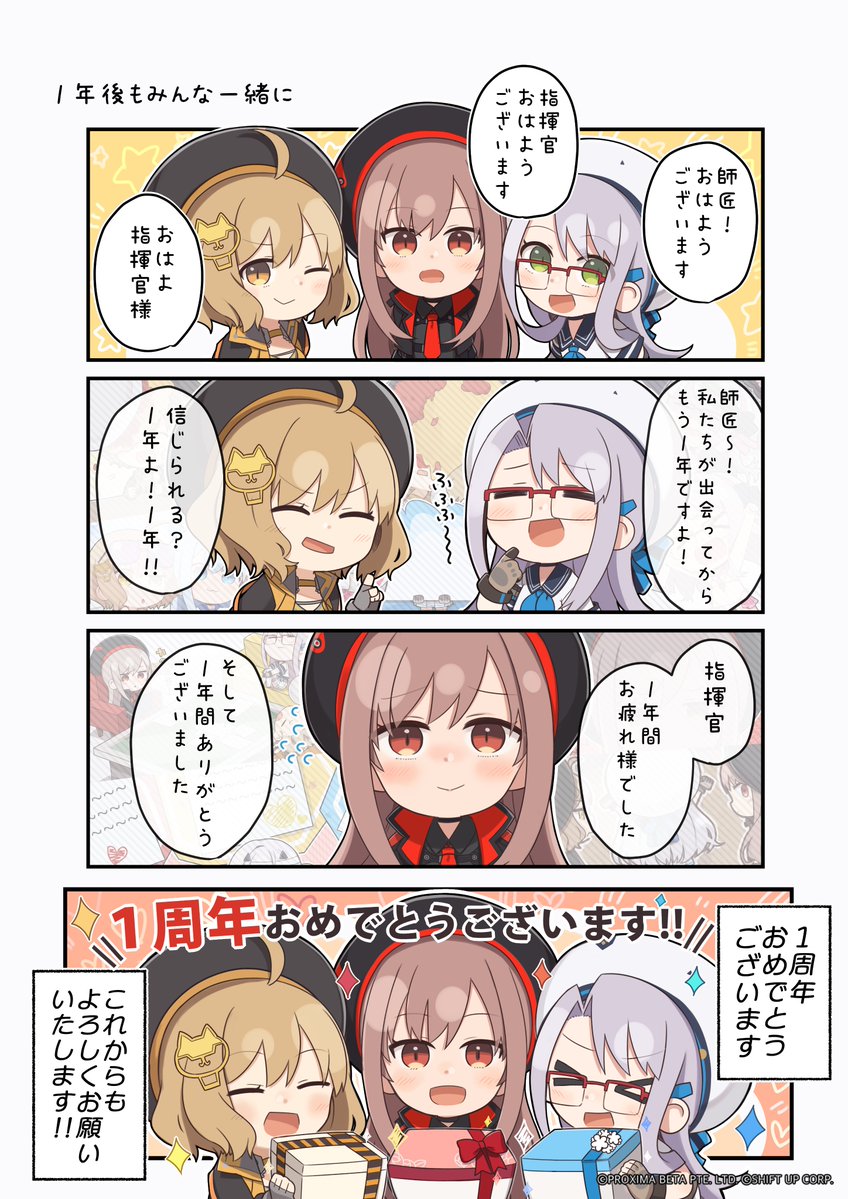 1年後もみんな一緒に
師匠！
おはよう
ございます
指揮官
おはよう
ございます
おはよ
指揮官様
師匠～！
私たちが出会ってから
もう1年ですよ！
ふふふ～
信じられる？
1年よ！1年！！
指揮官
1年間
お疲れ様でした
そして
1年間ありがとう
ございました
1周年おめでとうございます!!
1周年
おめでとう
ございます
これからも
よろしくお願い
いたします!!
©PROXIMA BETA PTE. LTD. ©SHIFT UP CORP.